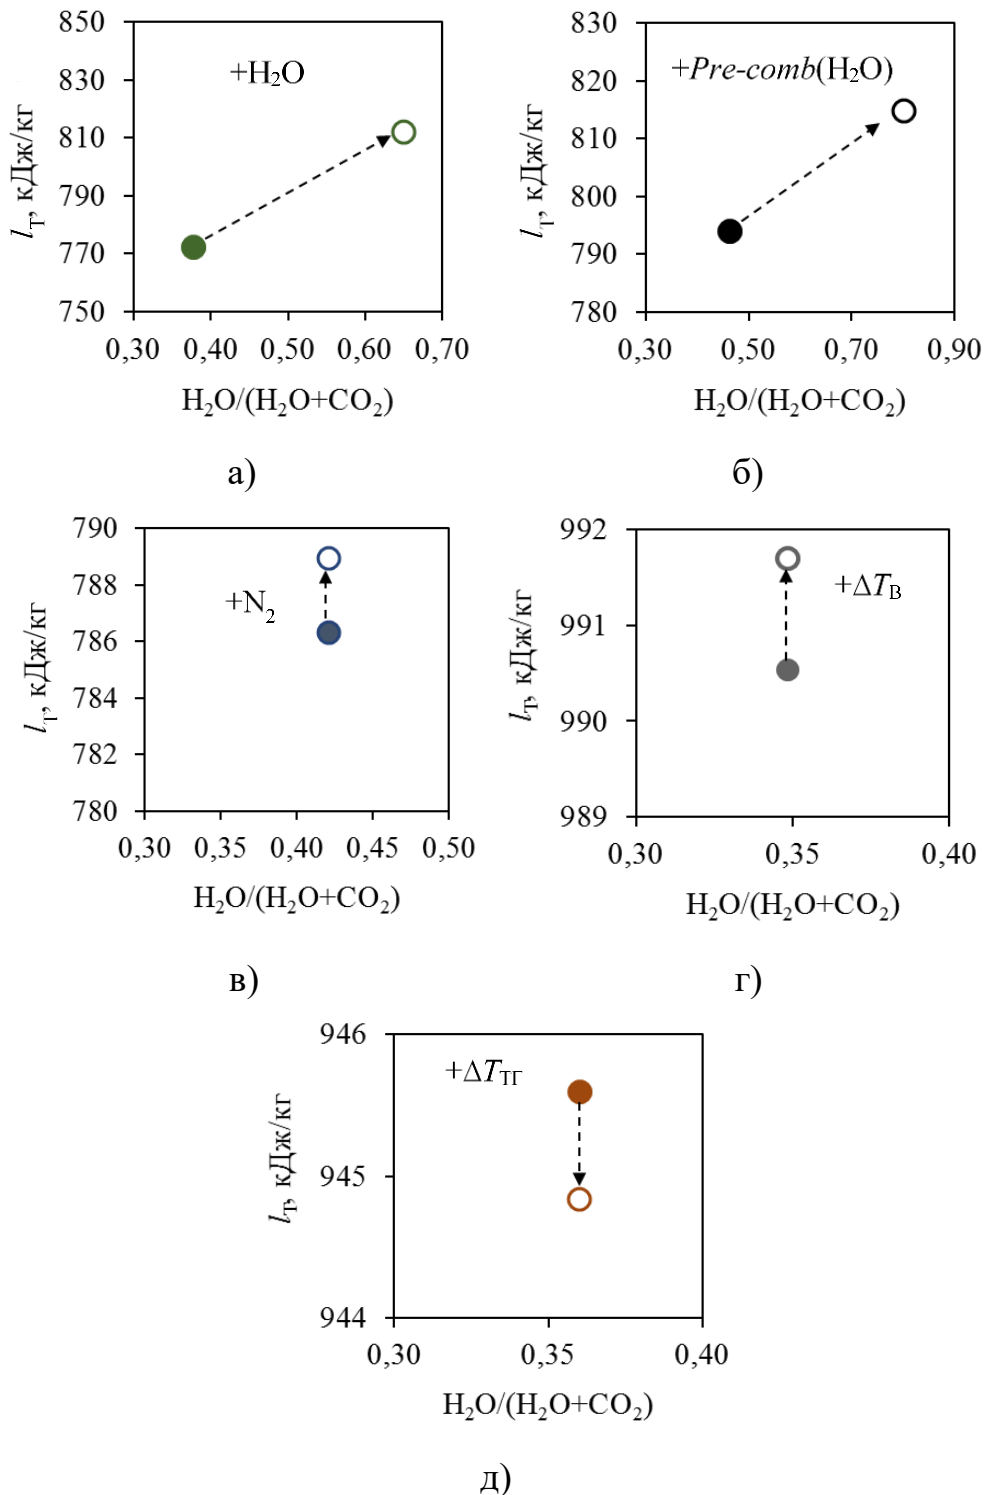 850
830
810
790
770
750
lТ, кДж/кг
+H2O
0,30 0,40 0,50 0,60 0,70
H2O/(H2O+CO2)
а)
830
820
810
800
790
780
lТ, кДж/кг
+Pre-comb(H2O)
0,30 0,50 0,70 0,90
H2O/(H2O+CO2)
б)
790
788
786
784
782
780
lТ, кДж/кг
+N2
0,30 0,35 0,40 0,45 0,50
H2O/(H2O+CO2)
в)
992
991
990
989
lТ, кДж/кг
+ΔTВ
0,30 0,35 0,40
H2O/(H2O+CO2)
г)
946
945
944
lТ, кДж/кг
+ΔTТГ
0,30 0,35 0,40
H2O/(H2O+CO2)
д)